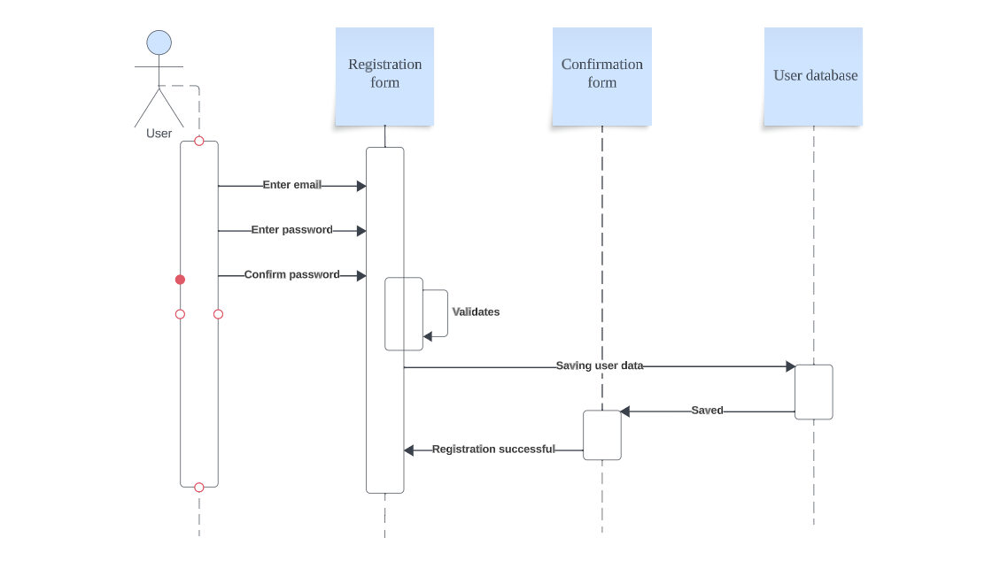 Registration
form
Confirmation
form
User database
User
Enter email
Enter password
Confirm password
Validates
Saving user data
Saved
Registration successful